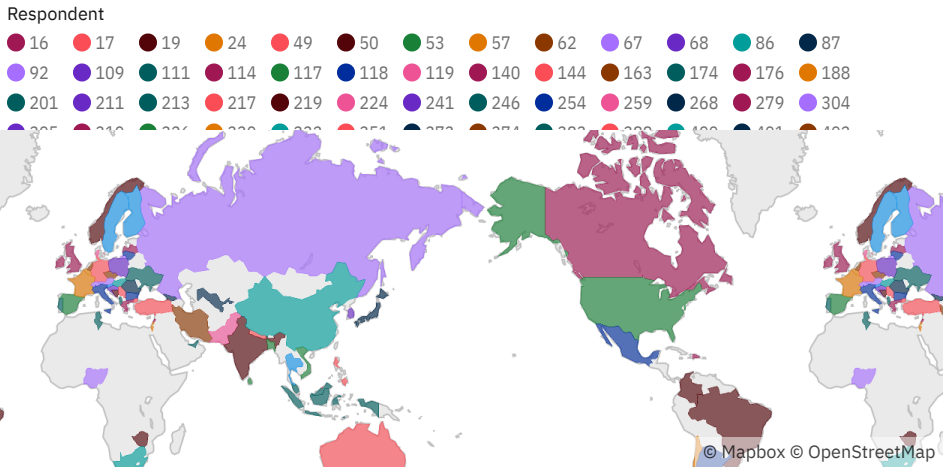 Respondent
16 17 19 24 49 50 53 57 62 67 68 86 87
92 109 111 114 117 118 119 140 144 163 174 176 188
201 211 213 217 219 224 241 246 254 259 268 279 304
© Mapbox © OpenStreetMap